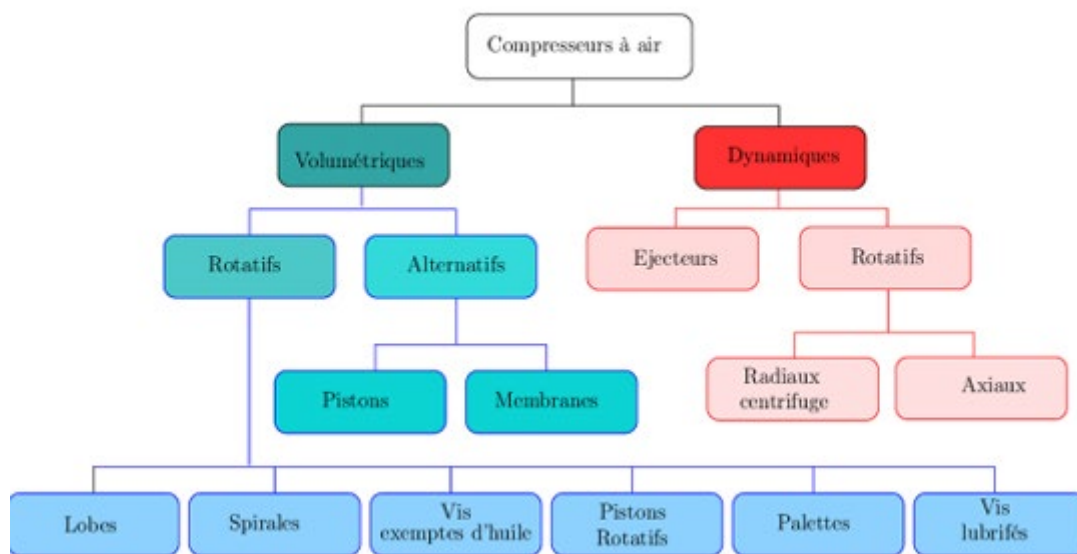 Compresseurs à air
Volumétriques
Dynamiques
Rotatifs
Alternatifs
Ejecteurs
Rotatifs
Pistons
Membranes
Radiaux
centrifuge
Axiaux
Lobes
Spirales
Vis
exemptes d'huile
Pistons
Rotatifs
Palettes
Vis
lubrifés